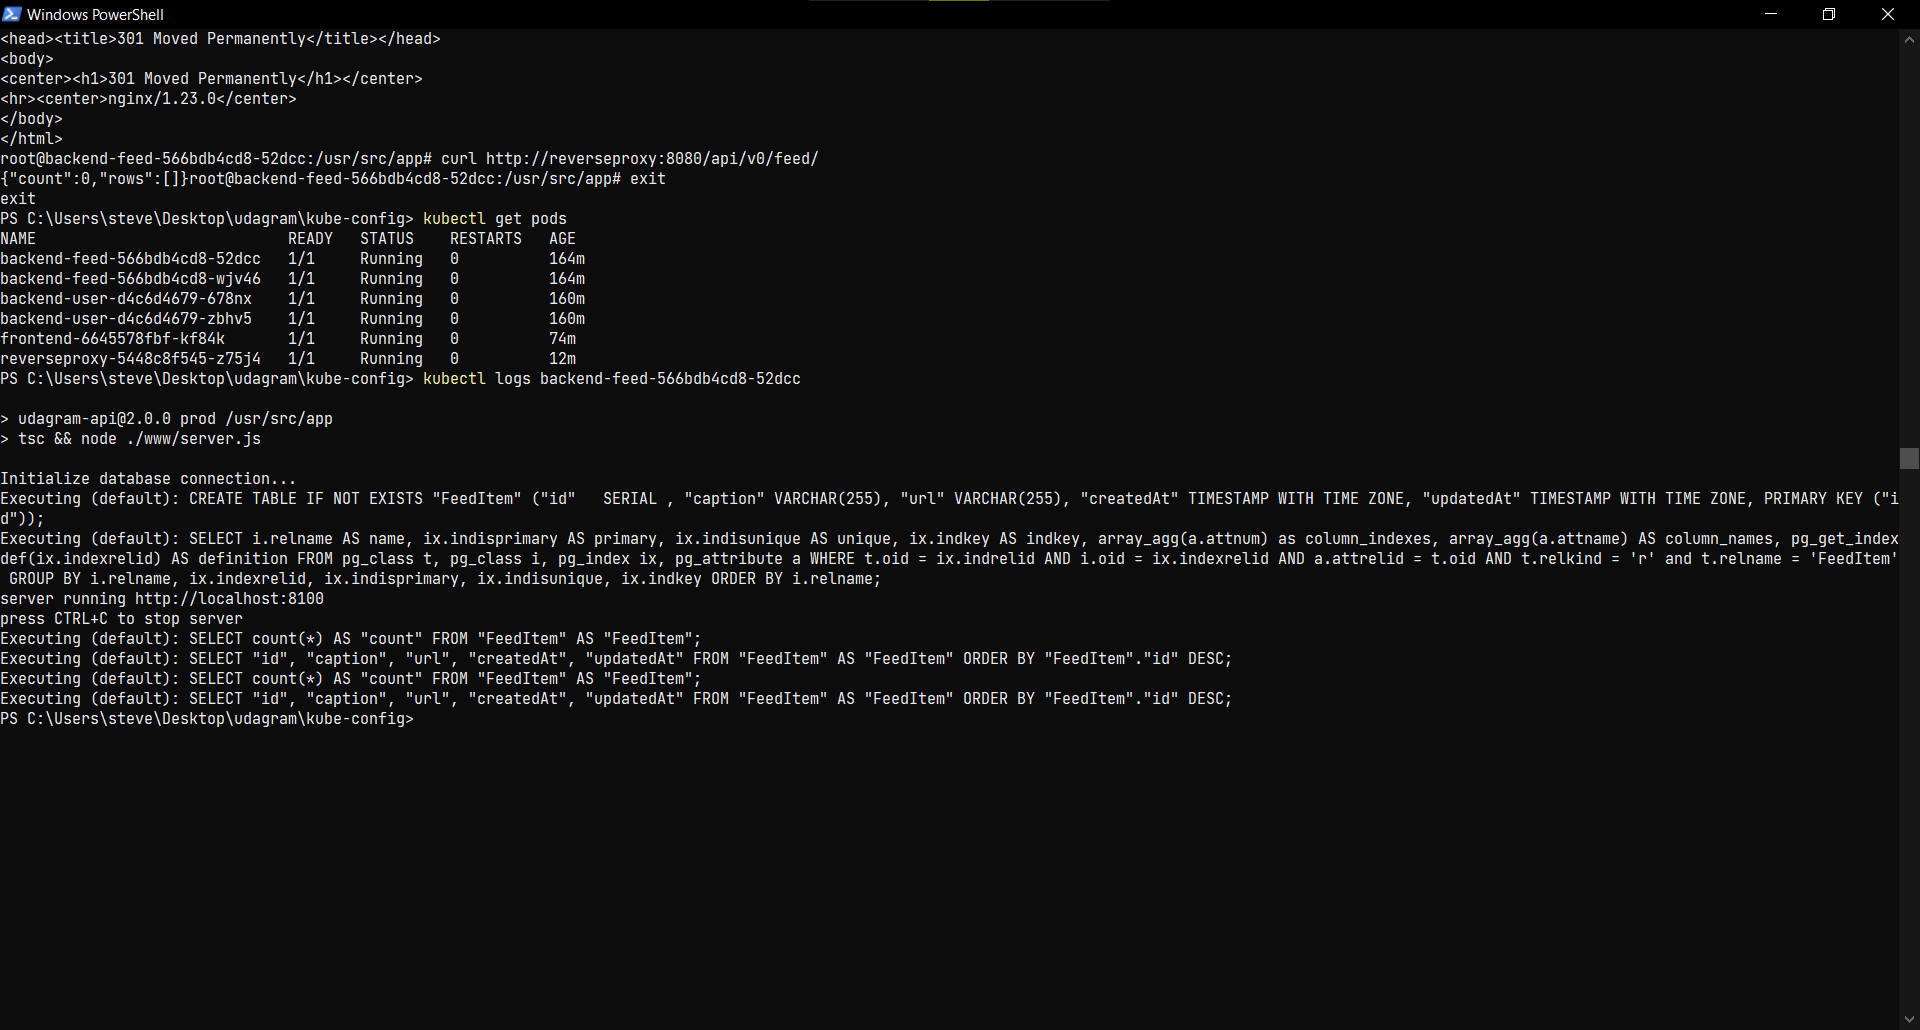 Windows PowerShell
<head><title>301 Moved Permanently</title></head>
<body>
<center><h1>301 Moved Permanently</h1></center>
<hr><center>nginx/1.23.0</center>
</body>
</html>
root@backend-feed-566bdb4cd8-52dcc:/usr/src/app# curl http://reverseproxy:8080/api/v0/feed/
{"count":0,"rows":[]}root@backend-feed-566bdb4cd8-52dcc:/usr/src/app# exit
exit
PS C:\Users\steve\Desktop\udagram\kube-config> kubectl get pods
NAME                            READY   STATUS    RESTARTS   AGE
backend-feed-566bdb4cd8-52dcc   1/1     Running   0          164m
backend-feed-566bdb4cd8-wjv46   1/1     Running   0          164m
backend-user-d4c6d4679-678nx    1/1     Running   0          160m
backend-user-d4c6d4679-zbhv5    1/1     Running   0          160m
frontend-6645578fbf-kf84k       1/1     Running   0          74m
reverseproxy-5448c8f545-z75j4   1/1     Running   0          12m
PS C:\Users\steve\Desktop\udagram\kube-config> kubectl logs backend-feed-566bdb4cd8-52dcc
> udagram-api@2.0.0 prod /usr/src/app
> tsc && node ./www/server.js
Initialize database connection...
Executing (default): CREATE TABLE IF NOT EXISTS "FeedItem" ("id"   SERIAL , "caption" VARCHAR(255), "url" VARCHAR(255), "createdAt" TIMESTAMP WITH TIME ZONE, "updatedAt" TIMESTAMP WITH TIME ZONE, PRIMARY KEY ("i
d"));
Executing (default): SELECT i.relname AS name, ix.indisprimary AS primary, ix.indisunique AS unique, ix.indkey AS indkey, array_agg(a.attnum) as column_indexes, array_agg(a.attname) AS column_names, pg_get_index
def(ix.indexrelid) AS definition FROM pg_class t, pg_class i, pg_index ix, pg_attribute a WHERE t.oid = ix.indrelid AND i.oid = ix.indexrelid AND a.attrelid = t.oid AND t.relkind = 'r' and t.relname = 'FeedItem'
 GROUP BY i.relname, ix.indexrelid, ix.indisprimary, ix.indisunique, ix.indkey ORDER BY i.relname;
server running http://localhost:8100
press CTRL+C to stop server
Executing (default): SELECT count(*) AS "count" FROM "FeedItem" AS "FeedItem";
Executing (default): SELECT "id", "caption", "url", "createdAt", "updatedAt" FROM "FeedItem" AS "FeedItem" ORDER BY "FeedItem"."id" DESC;
Executing (default): SELECT count(*) AS "count" FROM "FeedItem" AS "FeedItem";
Executing (default): SELECT "id", "caption", "url", "createdAt", "updatedAt" FROM "FeedItem" AS "FeedItem" ORDER BY "FeedItem"."id" DESC;
PS C:\Users\steve\Desktop\udagram\kube-config>